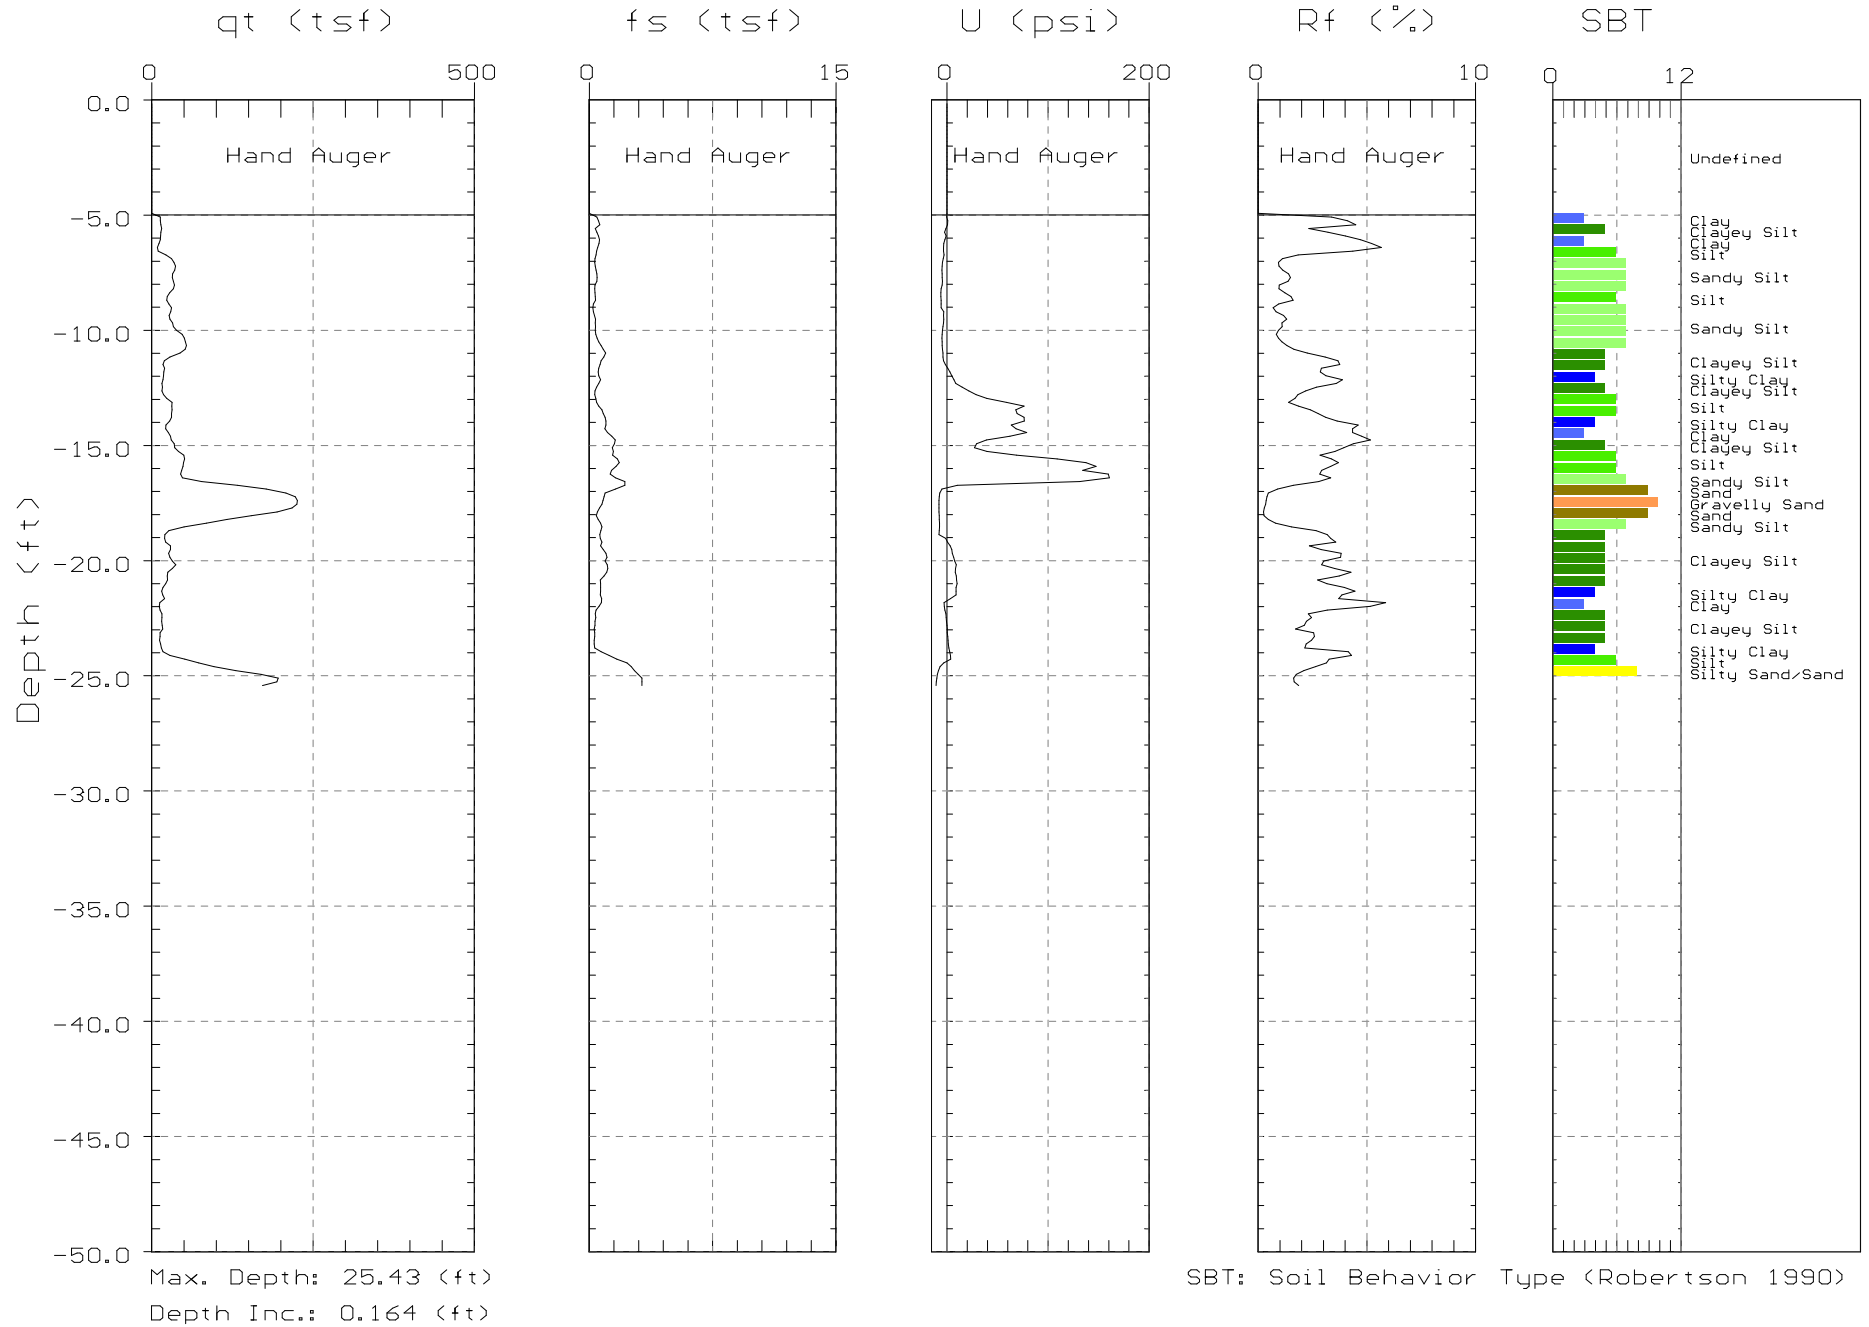 qt (tsf) fs (tsf) U (psi) Rf (%) SBT
0 500 0 15 0 200 0 10 0 12
0.0
Hand Auger Hand Auger Hand Auger Hand Auger
Undefined
-5.0
Clay
Clayey Silt
Clay
Silt
Sandy Silt
Silt
-10.0
Sandy Silt
Clayey Silt
Silty Clay
Clayey Silt
Silt
Silty Clay
Clay
-15.0
Clayey Silt
Silt
Sandy Silt
Sand
Gravelly Sand
Sand
Sandy Silt
-20.0
Clayey Silt
Silty Clay
Clay
Clayey Silt
Silty Clay
Silt
-25.0
Silty Sand/Sand
Depth (ft)
-30.0
-35.0
-40.0
-45.0
-50.0
Max. Depth: 25.43 (ft)
SBT: Soil Behavior Type (Robertson 1990)
Depth Inc.: 0.164 (ft)